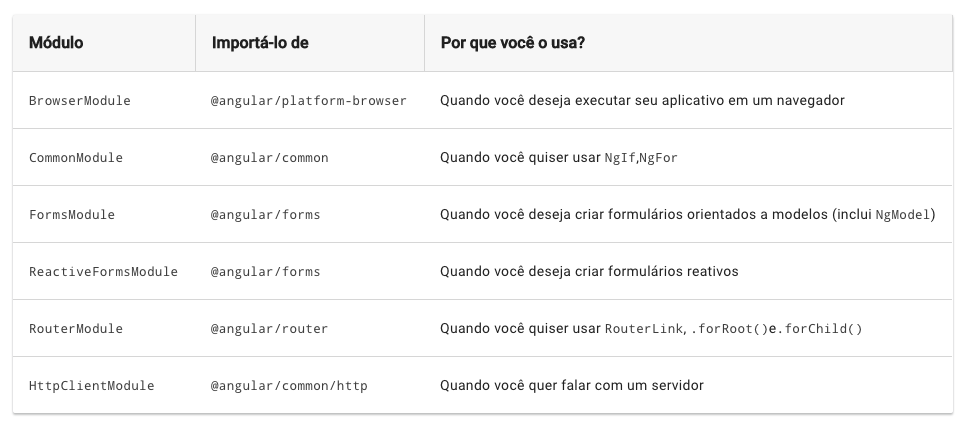 Módulo Importá-lo de Por que você o usa?
BrowserModule @angular/platform-browser Quando você deseja executar seu aplicativo em um navegador
CommonModule @angular/common Quando você quiser usar NgIf,NgFor
FormsModule @angular/forms Quando você deseja criar formulários orientados a modelos (inclui NgModel)
ReactiveFormsModule @angular/forms Quando você deseja criar formulários reativos
RouterModule @angular/router Quando você quiser usar RouterLink, .forRoot()e.forChild()
HttpClientModule @angular/common/http Quando você quer falar com um servidor